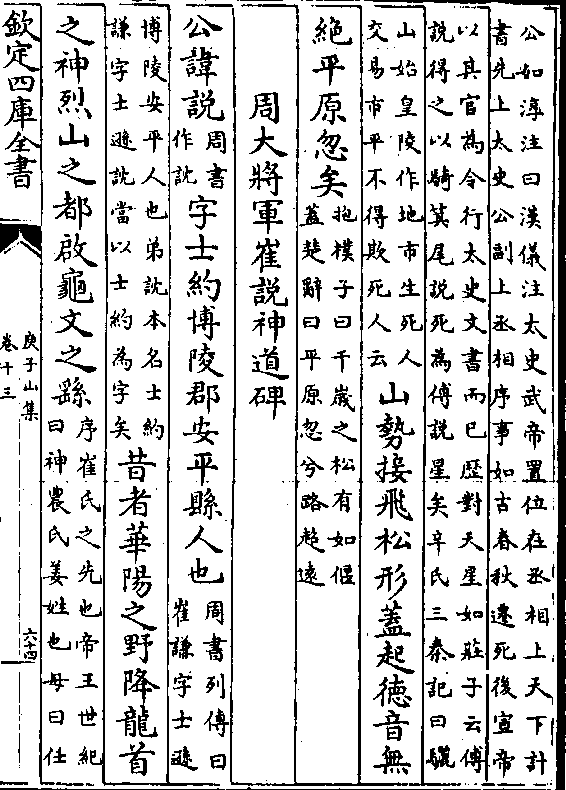 公如淳注曰漢儀注太史武帝置位在丞相上天下計
書先上太史公副上丞相序事如古春秋遷死後宣帝
以其官為令行太史文書而已歴對天星如莊子云傅
說得之以騎箕尾說死為傅說星矣辛氏三秦記曰驪
山始皇陵作地市生死人
交易市平不得欺死人云
山勢接飛松形蓋起德音無
絶平原忽矣
抱樸子曰千嵗之松有如偃
蓋楚辭曰平原忽兮路超遠
周大將軍崔説神道碑
公諱説
周書
作詵
字士約博陵郡安平縣人也
周書列傳曰
崔謙字士遜
博陵安平人也弟説本名士約
謙字士遜説當以士約為字矣
昔者華陽之野降龍首
之神烈山之都啟龜文之繇
序崔氏之先也帝王世紀
曰神農氏姜姓也母曰任
欽定四庫全書
庾子山集
卷十三
六十四